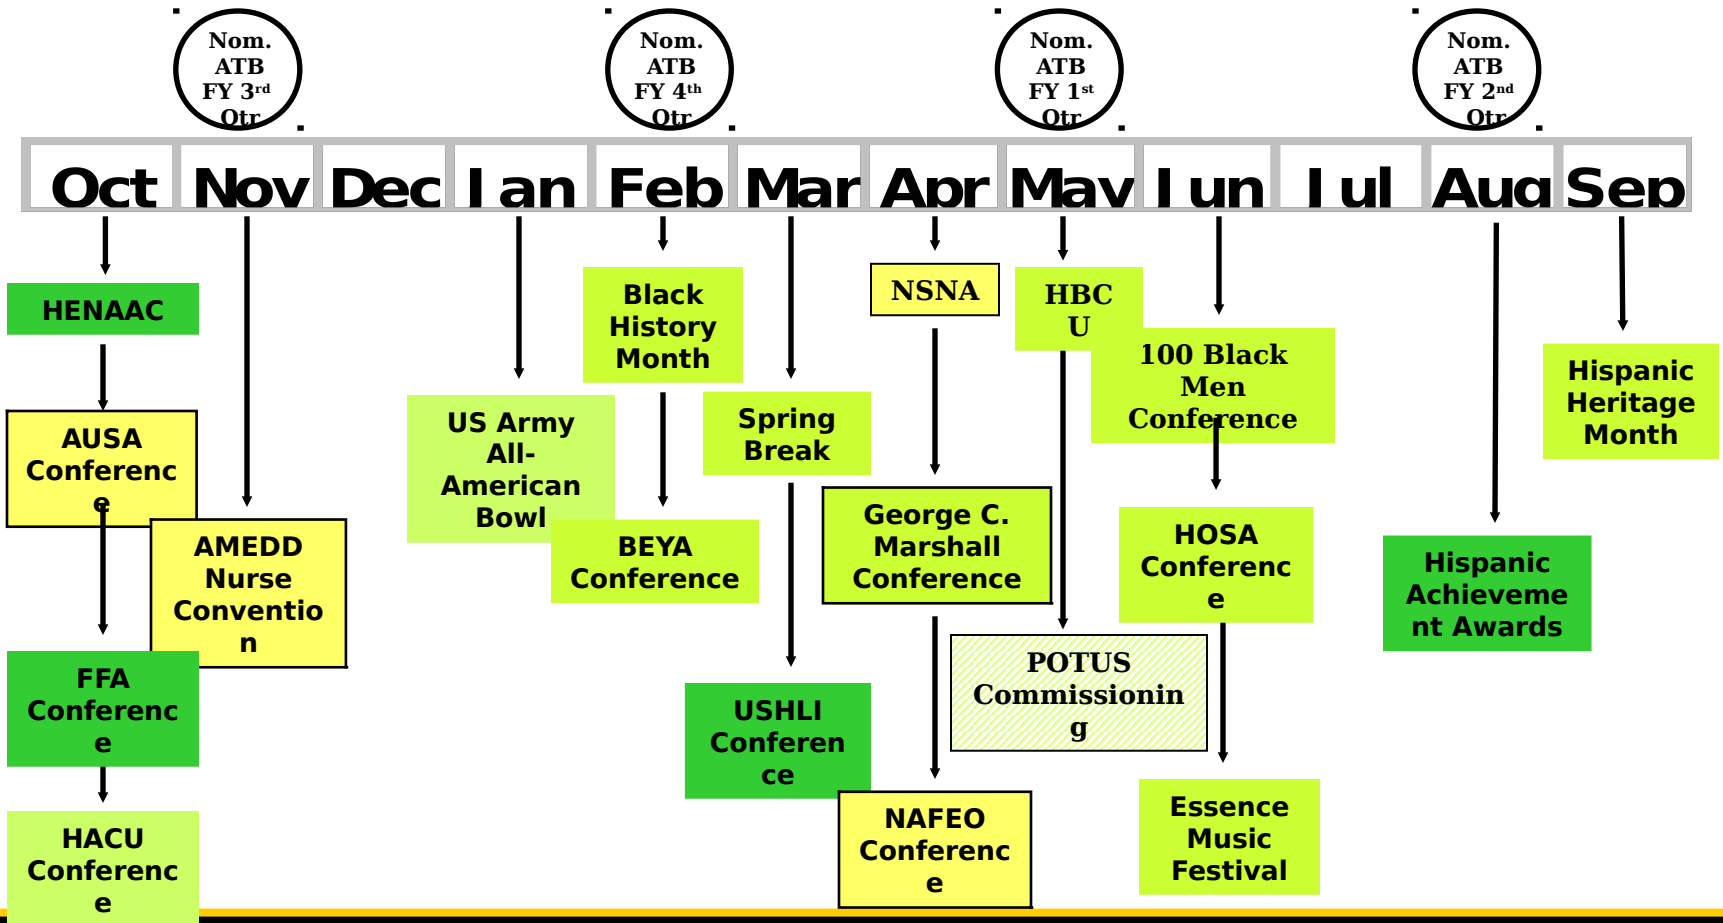 Nom.
ATB
FY 3rd
Qtr
Nom.
ATB
FY 4th
Qtr
Nom.
ATB
FY 1st
Qtr
Nom.
ATB
FY 2nd
Qtr
Oct Nov Dec Jan Feb Mar Apr May Jun Jul Aug Sep
HENAAC
AUSA
Conferenc
e
FFA
Conferenc
e
HACU
Conferenc
e
AMEDD
Nurse
Conventio
n
US Army
All-
American
Bowl
Black
History
Month
BEYA
Conference
Spring
Break
USHLI
Conferen
ce
NSNA
George C.
Marshall
Conference
NAFEO
Conferenc
e
HBC
U
POTUS
Commissionin
g
100 Black
Men
Conference
HOSA
Conferenc
e
Essence
Music
Festival
Hispanic
Achieveme
nt Awards
Hispanic
Heritage
Month